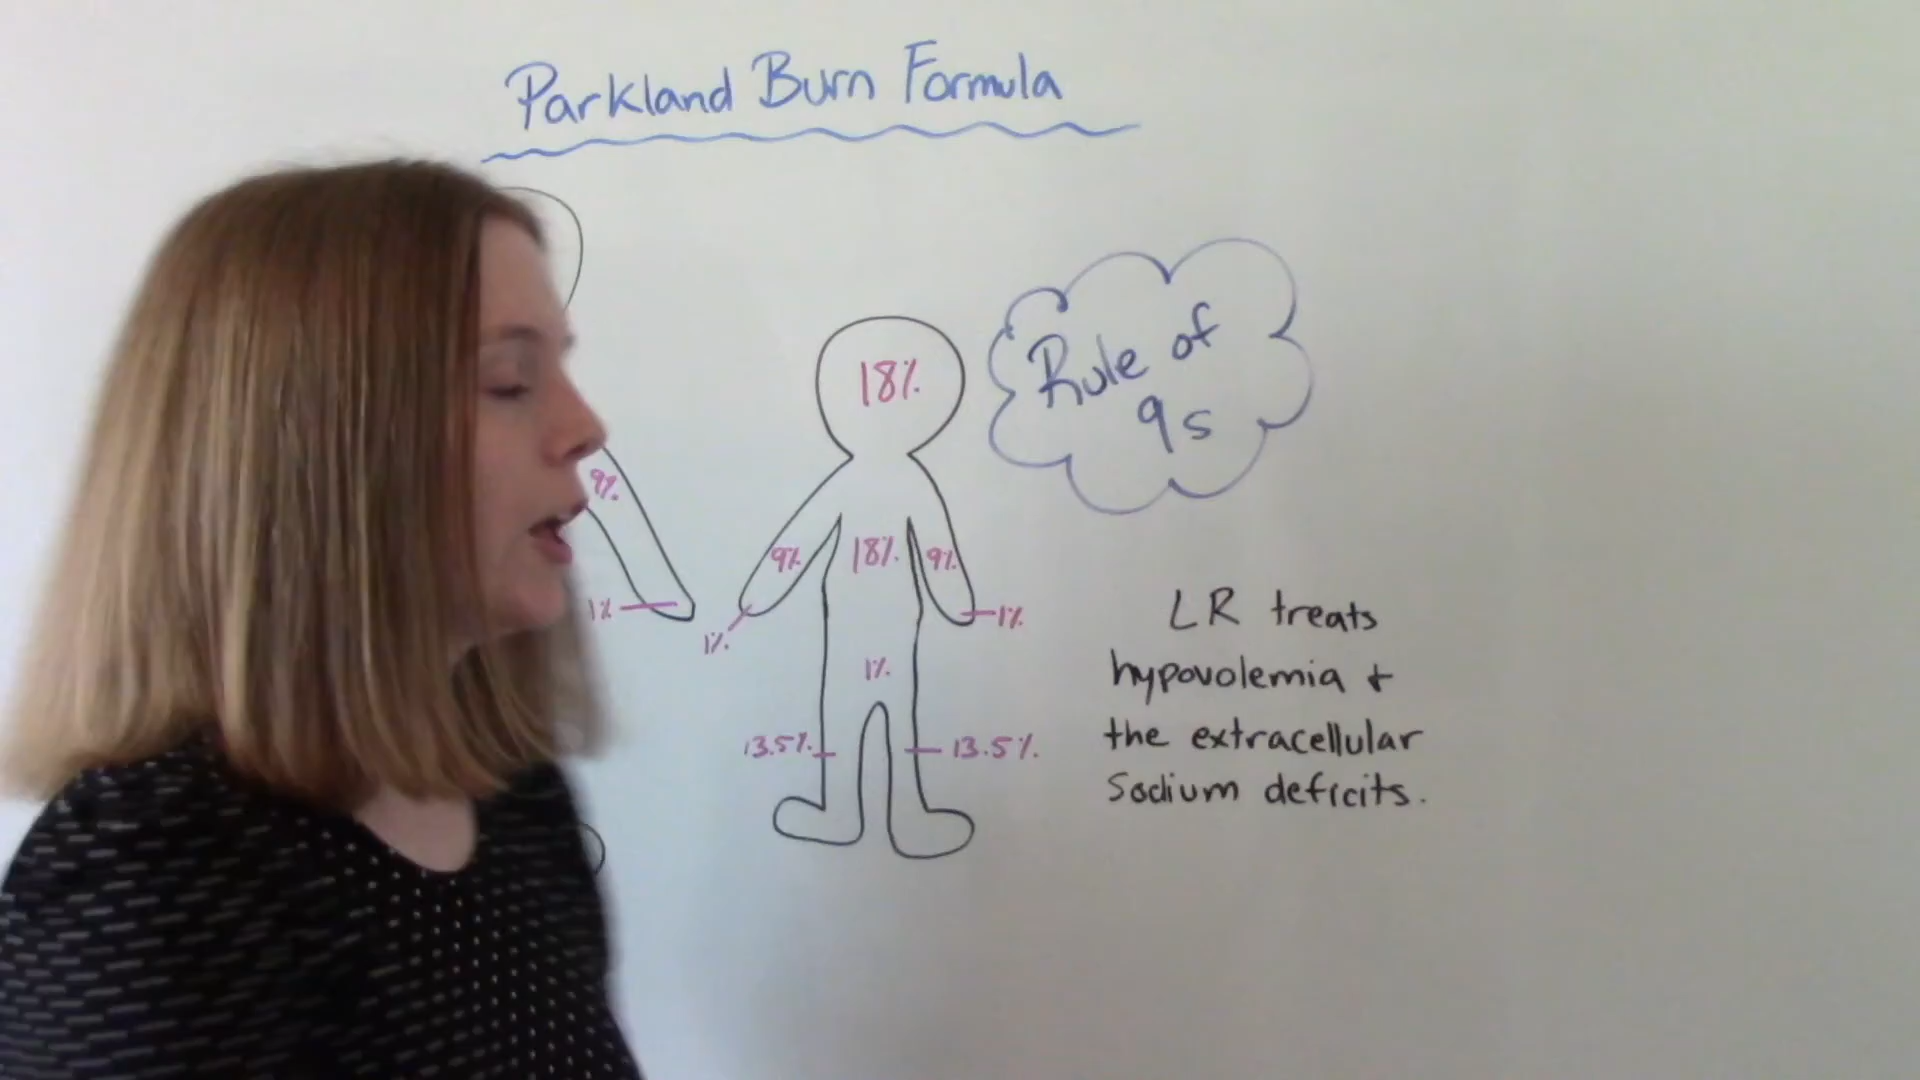 Parkland Burn Formula
18%
Rule of
9s
9%
9%
18%
9%
1%
1%
1%
1%
13.5%
13.5%
LR treats
hypovolemia +
the extracellular
Sodium deficits.